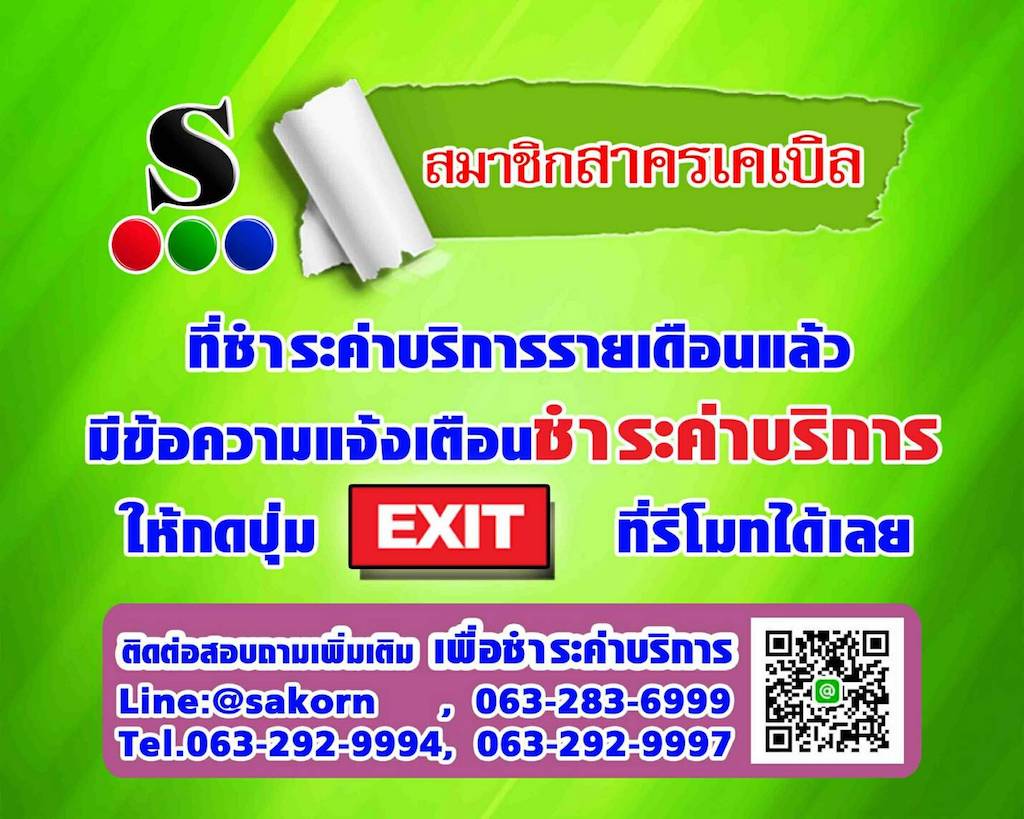 S
สมาชิกสาครเคเบิล
ที่ชำระค่าบริการรายเดือนแล้ว
มีข้อความแจ้งเตือนชำระค่าบริการ
ให้กดปุ่ม EXIT ที่รีโมทได้เลย
ติดต่อสอบถามเพิ่มเติม เพื่อชำระค่าบริการ
Line:@sakorn , 063-283-6999
Tel.063-292-9994, 063-292-9997
@